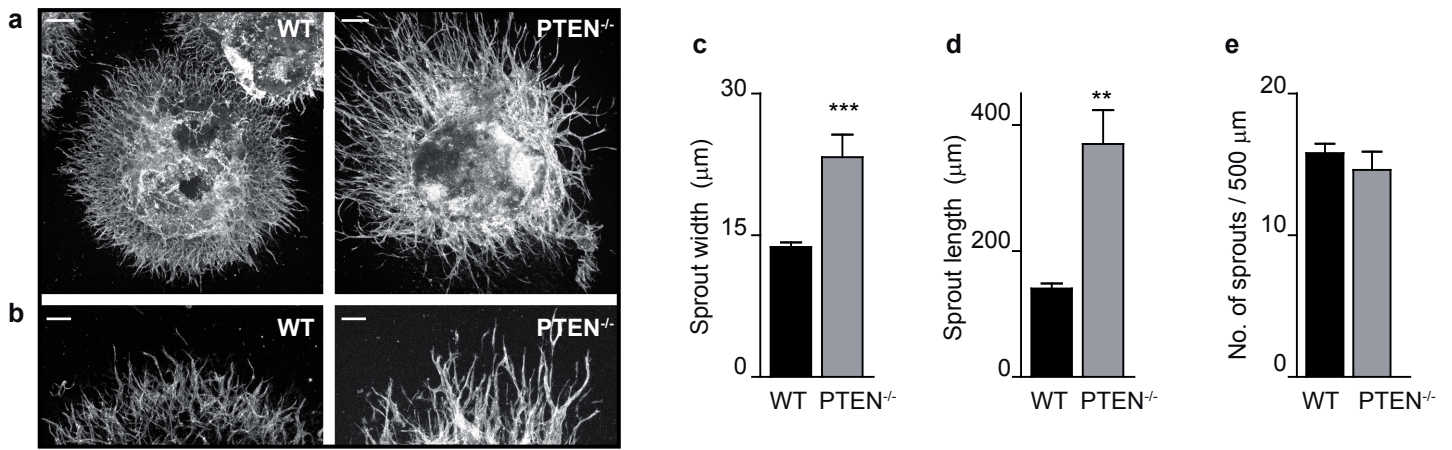 a
WT
PTEN-/-
b
WT
PTEN-/-
c
Sprout width (μm)
30
15
0
***
WT PTEN-/-
d
Sprout length (μm)
400
200
0
**
WT PTEN-/-
e
No. of sprouts / 500 μm
20
10
0
WT PTEN-/-